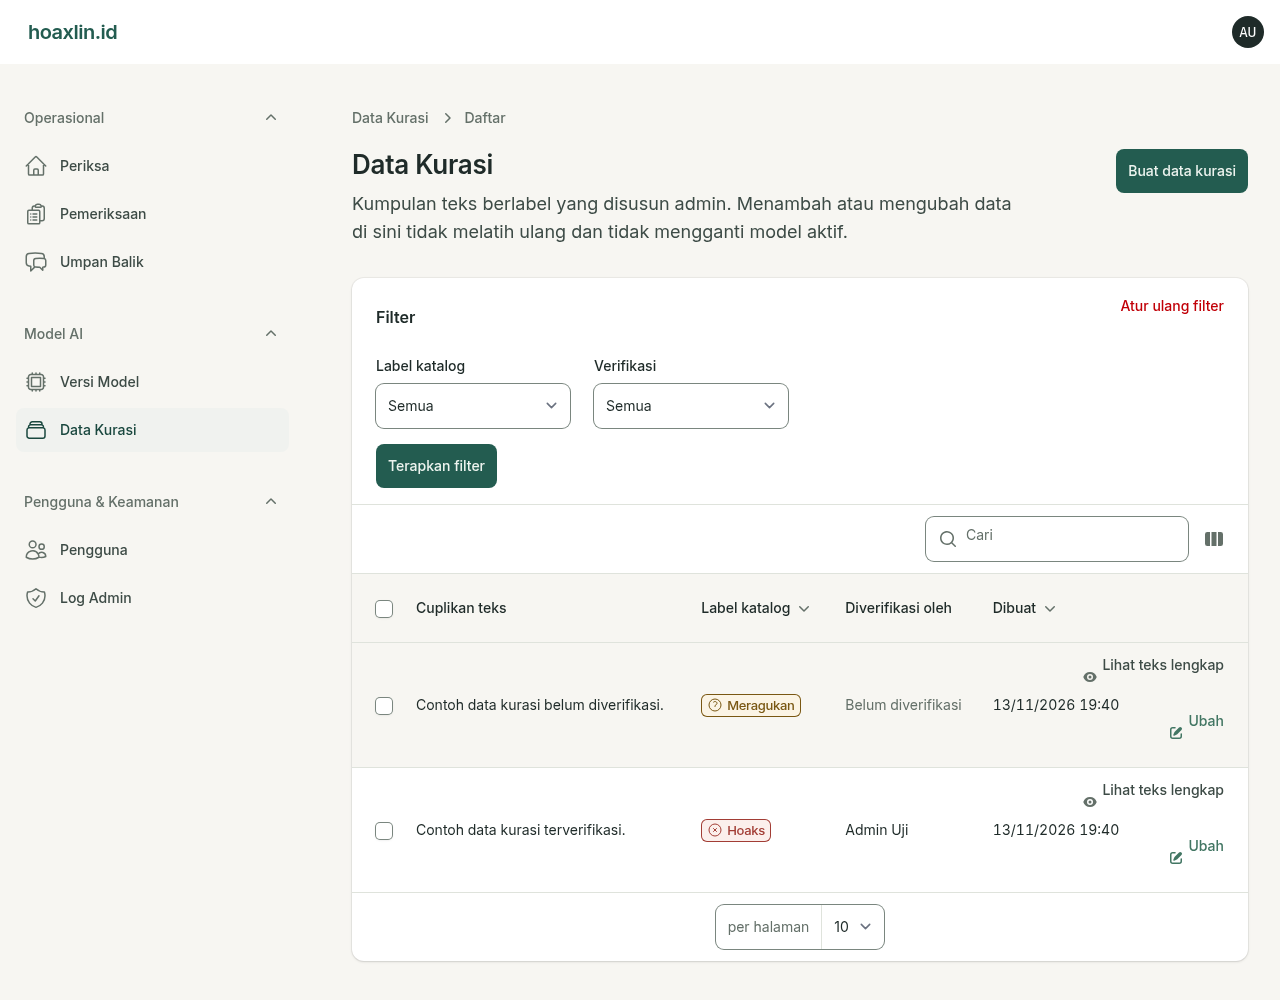 hoaxlin.id
AU
Operasional
Periksa
Pemeriksaan
Umpan Balik
Model AI
Versi Model
Data Kurasi
Pengguna & Keamanan
Pengguna
Log Admin
Data Kurasi > Daftar
Data Kurasi
Buat data kurasi
Kumpulan teks berlabel yang disusun admin. Menambah atau mengubah data
di sini tidak melatih ulang dan tidak mengganti model aktif.
Filter
Atur ulang filter
Label katalog
Verifikasi
Semua
Semua
Terapkan filter
Cari
Cuplikan teks
Label katalog
Diverifikasi oleh
Dibuat
Contoh data kurasi belum diverifikasi.
Meragukan
Belum diverifikasi
13/11/2026 19:40
Lihat teks lengkap
Ubah
Contoh data kurasi terverifikasi.
Hoaks
Admin Uji
13/11/2026 19:40
Lihat teks lengkap
Ubah
per halaman
10